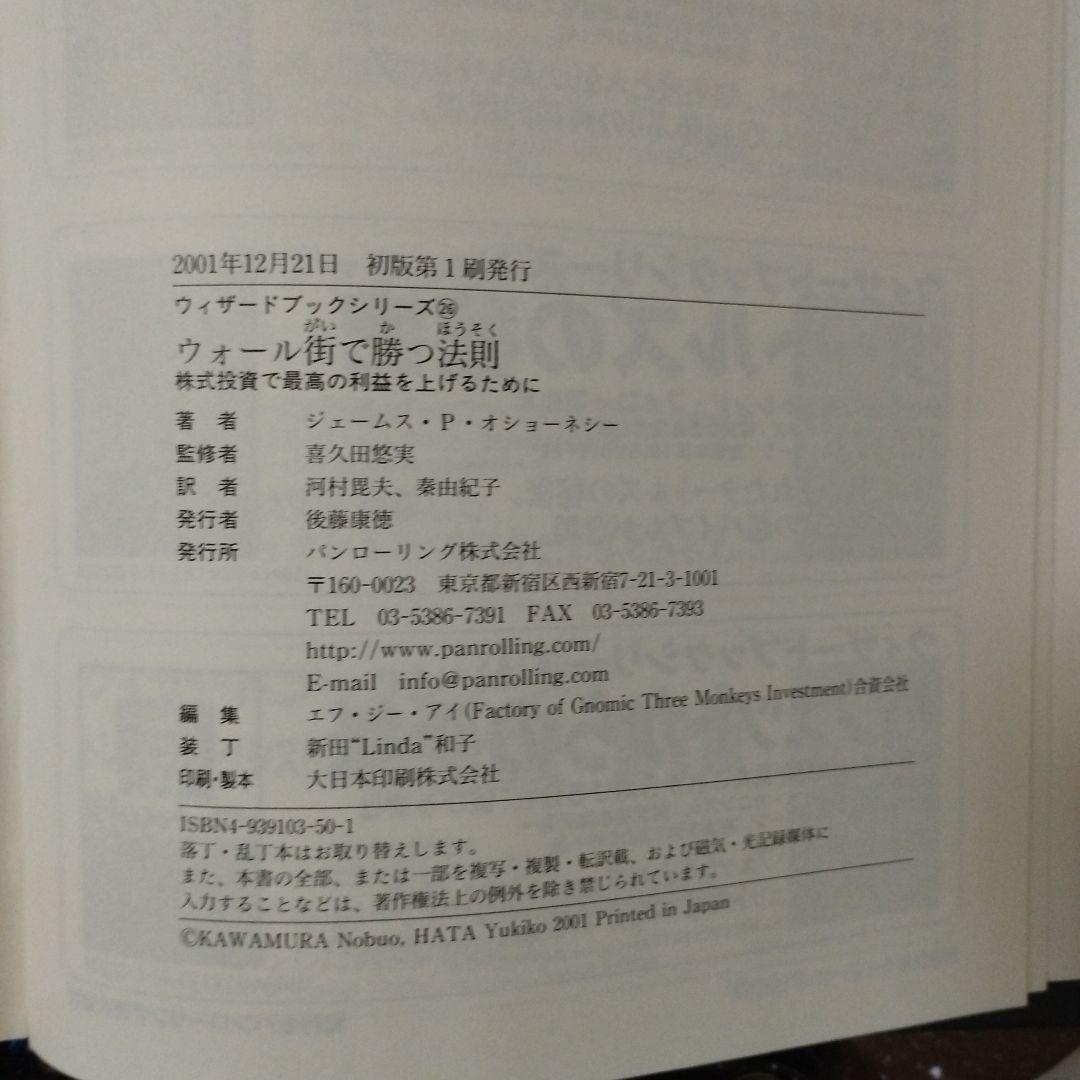 2001年12月21日　初版第1刷発行
ウィザードブックシリーズ㉖
がい　か　ほうそく
ウォール街で勝つ法則
株式投資で最高の利益を上げるために
著　者　ジェームス・P・オショーネシー
監修者　喜久田悠実
訳　者　河村毘夫、秦由紀子
発行者　後藤康徳
発行所　パンローリング株式会社
〒160-0023　東京都新宿区西新宿7-21-3-1001
TEL　03-5386-7391　FAX　03-5386-7393
http://www.panrolling.com/
E-mail　info@panrolling.com
編　集　エフ・ジー・アイ(Factory of Gnomic Three Monkeys Investment)合資会社
装　丁　新田“Linda”和子
印刷・製本　大日本印刷株式会社
ISBN4-939103-50-1
落丁・乱丁本はお取り替えします。
また、本書の全部、または一部を複写・複製・転訳載、および磁気・光記録媒体に
入力することなどは、著作権法上の例外を除き禁じられています。
©KAWAMURA Nobuo, HATA Yukiko 2001 Printed in Japan